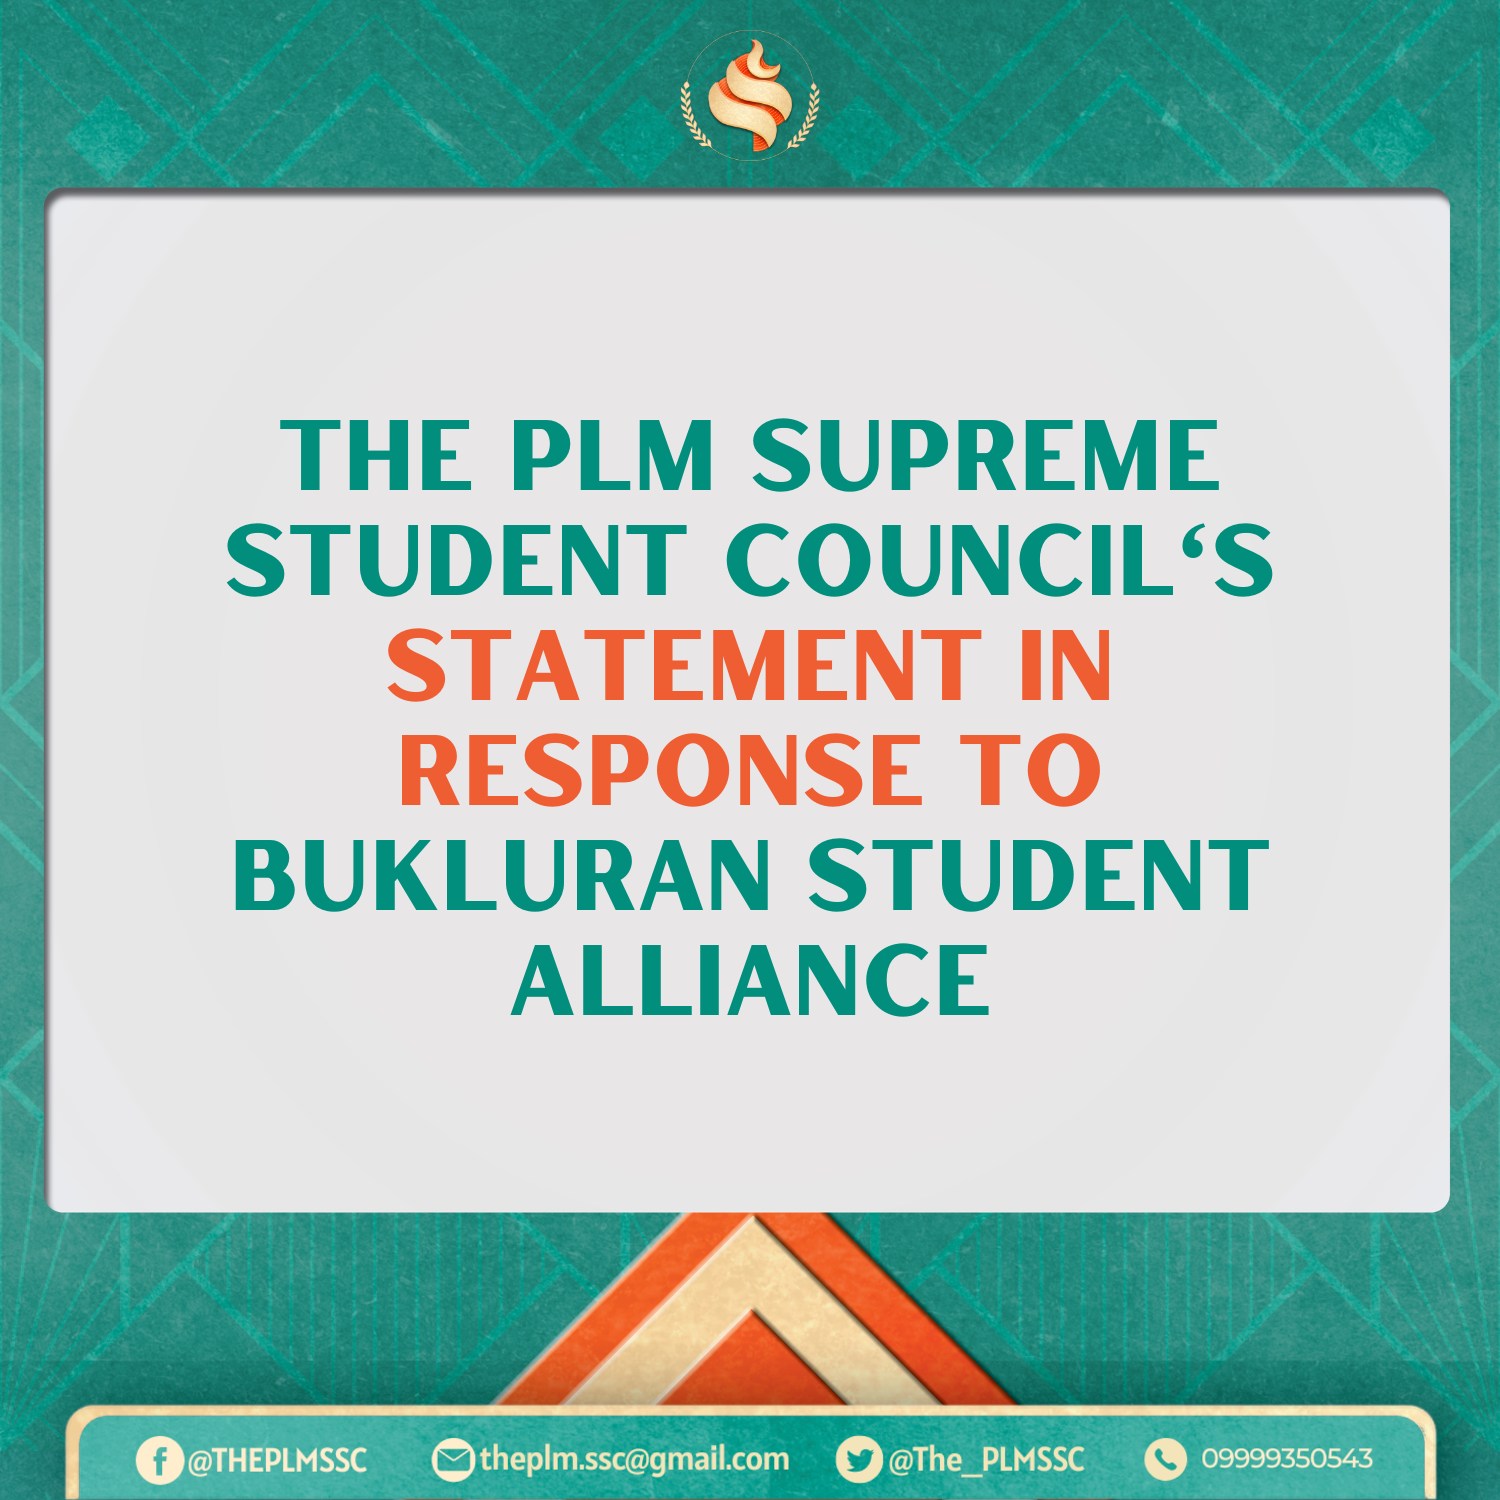 THE PLM SUPREME
STUDENT COUNCIL‘S
STATEMENT IN
RESPONSE TO
BUKLURAN STUDENT
ALLIANCE
@THEPLMSSC theplm.ssc@gmail.com @The_PLMSSC 09999350543